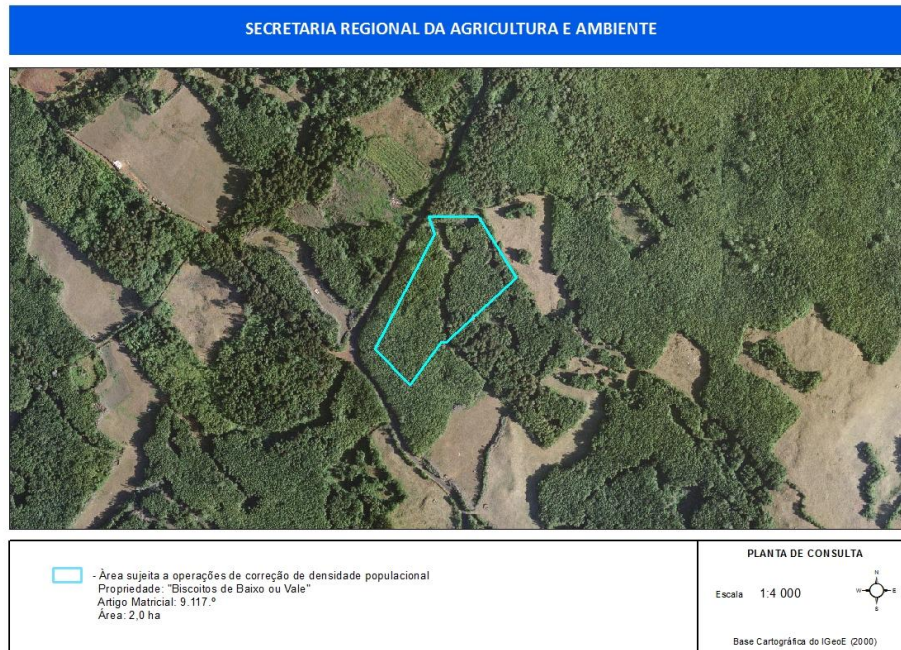 SECRETARIA REGIONAL DA AGRICULTURA E AMBIENTE
- Área sujeita a operações de correção de densidade populacional
Propriedade: "Biscoitos de Baixo ou Vale"
Artigo Matricial: 9.117.º
Área: 2,0 ha
PLANTA DE CONSULTA
Escala 1:4 000
N
W E
S
Base Cartográfica do IGeoE (2000)